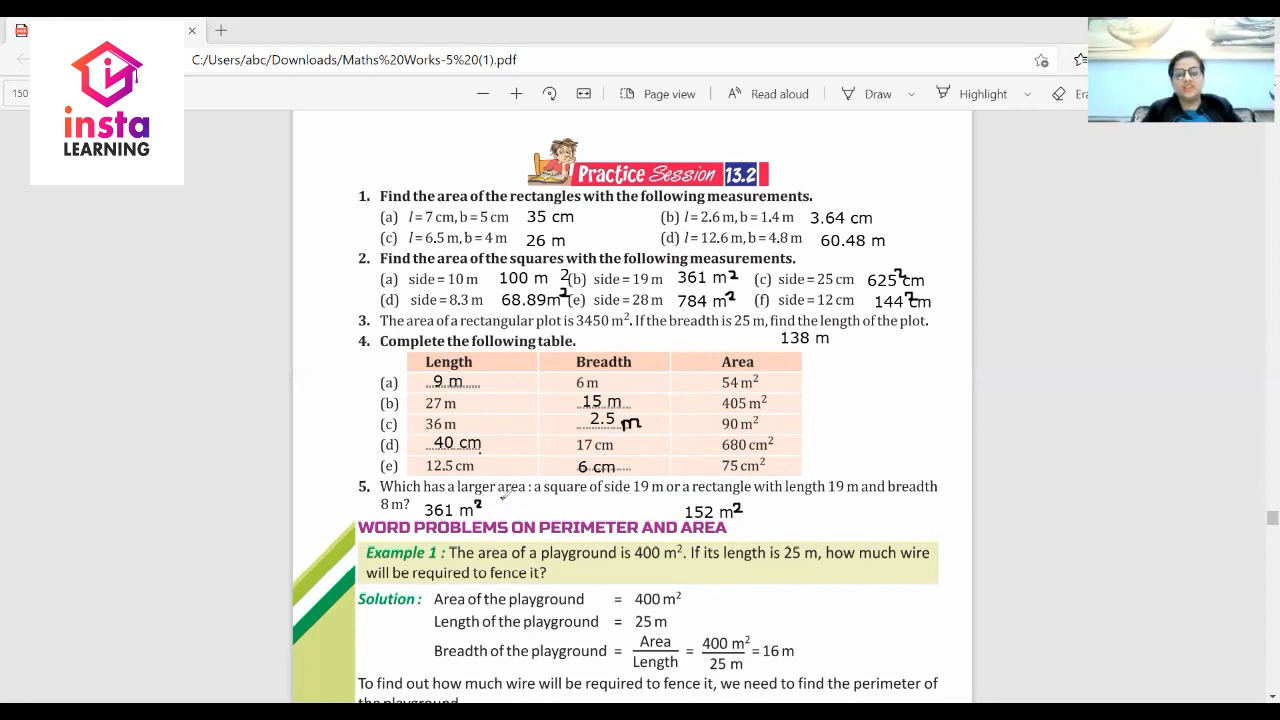 C:/Users/abc/Downloads/Maths%20Works-5%20(1).pdf
150
Page view
A Read aloud
Draw
Highlight
Era
insta
LEARNING
Practice Session 13.2
1. Find the area of the rectangles with the following measurements.
(a) l = 7 cm, b = 5 cm 35 cm (b) l = 2.6 m, b = 1.4 m 3.64 cm
(c) l = 6.5 m, b = 4 m 26 m (d) l = 12.6 m, b = 4.8 m 60.48 m
2. Find the area of the squares with the following measurements.
(a) side = 10 m 100 m 2 (b) side = 19 m 361 m² (c) side = 25 cm 625 cm²
(d) side = 8.3 m 68.89m² (e) side = 28 m 784 m² (f) side = 12 cm 144 cm²
3. The area of a rectangular plot is 3450 m². If the breadth is 25 m, find the length of the plot.
138 m
4. Complete the following table.
Length Breadth Area
(a) 9 m 6 m 54 m²
(b) 27 m 15 m 405 m²
(c) 36 m 2.5 m 90 m²
(d) 40 cm 17 cm 680 cm²
(e) 12.5 cm 6 cm 75 cm²
5. Which has a larger area : a square of side 19 m or a rectangle with length 19 m and breadth
8 m? 361 m² 152 m²
WORD PROBLEMS ON PERIMETER AND AREA
Example 1 : The area of a playground is 400 m². If its length is 25 m, how much wire
will be required to fence it?
Solution : Area of the playground = 400 m²
Length of the playground = 25 m
Breadth of the playground = Area / Length = 400 m² / 25 m = 16 m
To find out how much wire will be required to fence it, we need to find the perimeter of
the playground.